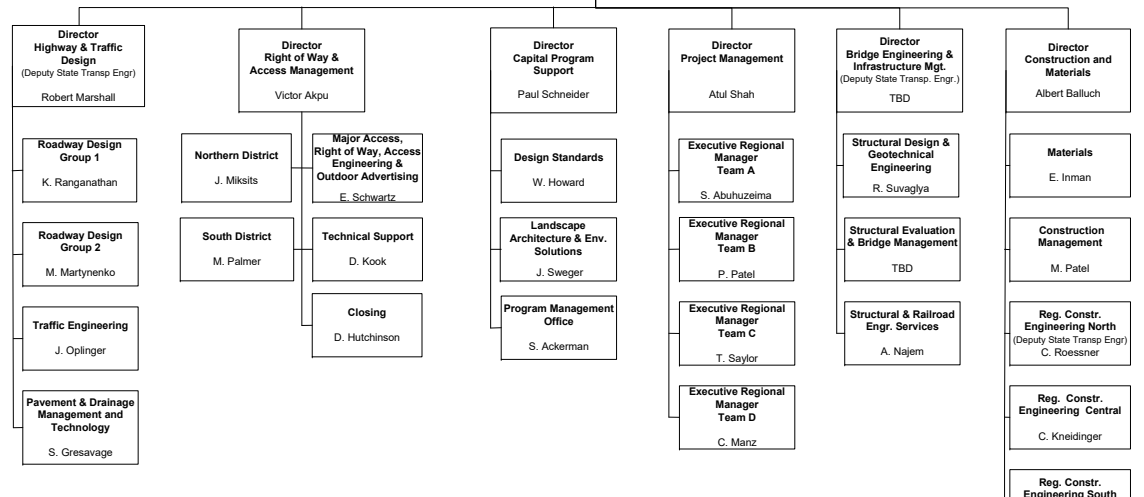 Director
Highway & Traffic
Design
(Deputy State Transp Engr)
Robert Marshall
Roadway Design
Group 1
K. Ranganathan
Roadway Design
Group 2
M. Martynenko
Traffic Engineering
J. Oplinger
Pavement & Drainage
Management and
Technology
S. Gresavage
Director
Right of Way &
Access Management
Victor Akpu
Northern District
J. Miksits
South District
M. Palmer
Major Access,
Right of Way, Access
Engineering &
Outdoor Advertising
E. Schwartz
Technical Support
D. Kook
Closing
D. Hutchinson
Director
Capital Program
Support
Paul Schneider
Design Standards
W. Howard
Landscape
Architecture & Env.
Solutions
J. Sweger
Program Management
Office
S. Ackerman
Director
Project Management
Atul Shah
Executive Regional
Manager
Team A
S. Abuhuzeima
Executive Regional
Manager
Team B
P. Patel
Executive Regional
Manager
Team C
T. Saylor
Executive Regional
Manager
Team D
C. Manz
Director
Bridge Engineering &
Infrastructure Mgt.
(Deputy State Transp. Engr.)
TBD
Structural Design &
Geotechnical
Engineering
R. Suvaglya
Structural Evaluation
& Bridge Management
TBD
Structural & Railroad
Engr. Services
A. Najem
Director
Construction and
Materials
Albert Balluch
Materials
E. Inman
Construction
Management
M. Patel
Reg. Constr.
Engineering North
(Deputy State Transp Engr)
C. Roessner
Reg. Constr.
Engineering Central
C. Kneidinger
Reg. Constr.
Engineering South